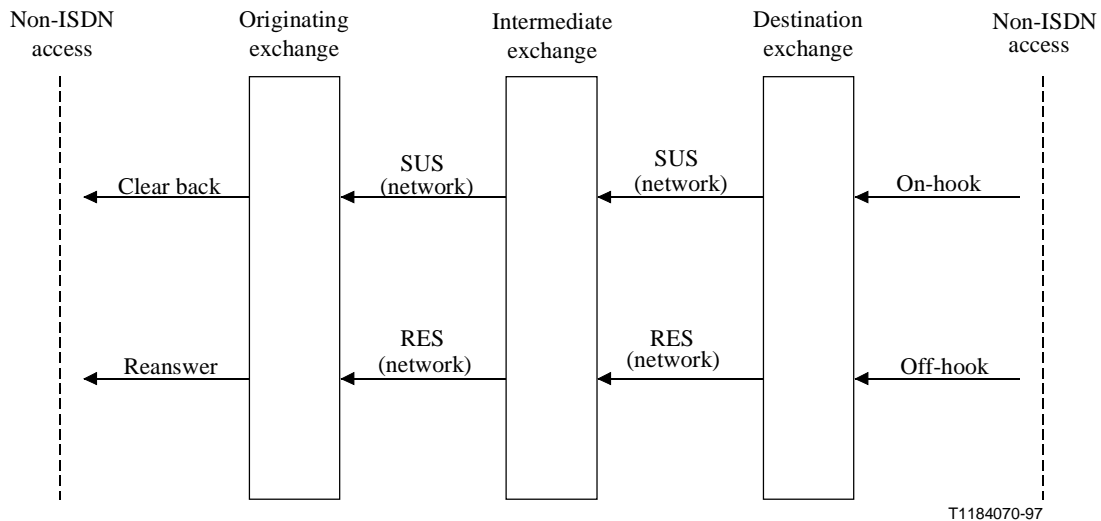 Non-ISDN
access
Originating
exchange
Intermediate
exchange
Destination
exchange
Non-ISDN
access
Clear back
SUS
(network)
SUS
(network)
On-hook
Reanswer
RES
(network)
RES
(network)
Off-hook
T1184070-97